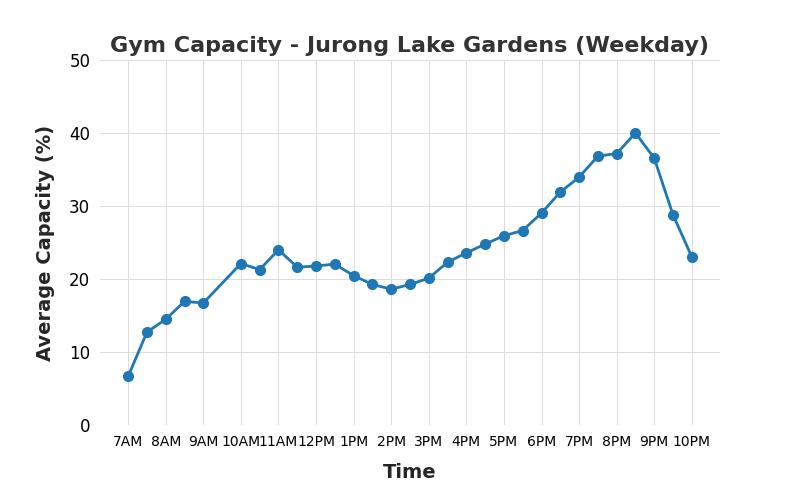 Gym Capacity - Jurong Lake Gardens (Weekday)
50
40
30
20
10
0
Average Capacity (%)
7AM 8AM 9AM 10AM 11AM 12PM 1PM 2PM 3PM 4PM 5PM 6PM 7PM 8PM 9PM 10PM
Time